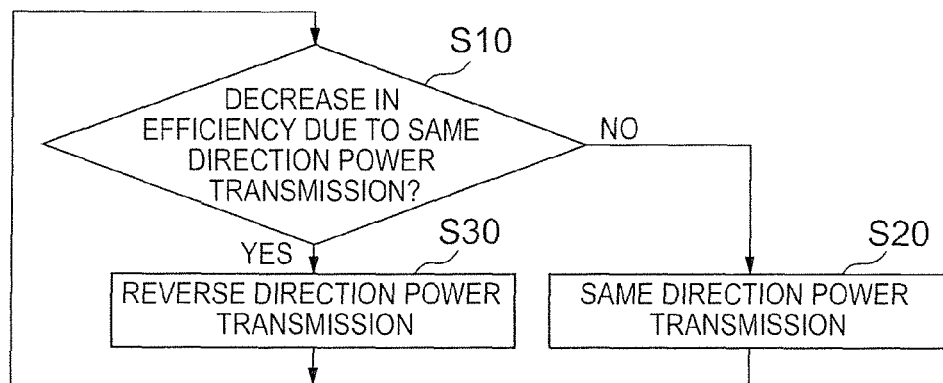 S10
DECREASE IN
EFFICIENCY DUE TO SAME
DIRECTION POWER
TRANSMISSION?
NO
YES
S30
S20
REVERSE DIRECTION POWER
TRANSMISSION
SAME DIRECTION POWER
TRANSMISSION